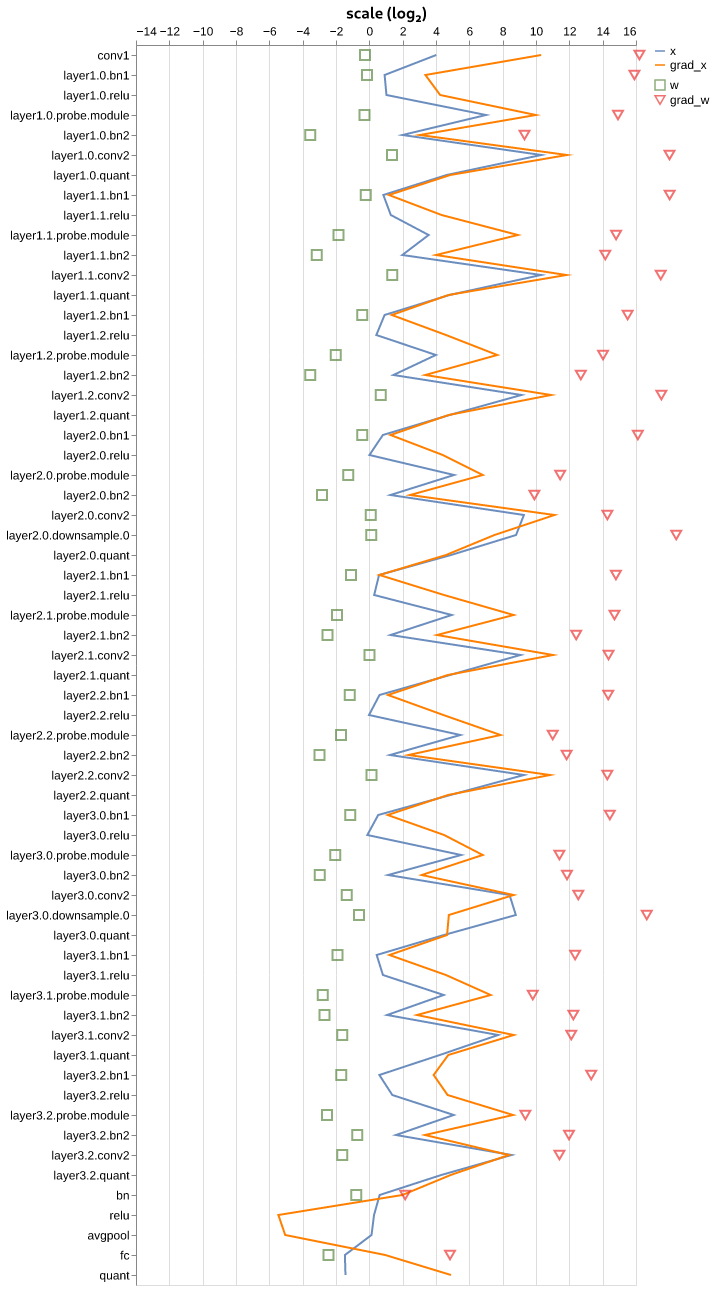 scale (log₂)
−14 −12 −10 −8 −6 −4 −2 0 2 4 6 8 10 12 14 16
x
grad_x
w
grad_w
conv1
layer1.0.bn1
layer1.0.relu
layer1.0.probe.module
layer1.0.bn2
layer1.0.conv2
layer1.0.quant
layer1.1.bn1
layer1.1.relu
layer1.1.probe.module
layer1.1.bn2
layer1.1.conv2
layer1.1.quant
layer1.2.bn1
layer1.2.relu
layer1.2.probe.module
layer1.2.bn2
layer1.2.conv2
layer1.2.quant
layer2.0.bn1
layer2.0.relu
layer2.0.probe.module
layer2.0.bn2
layer2.0.conv2
layer2.0.downsample.0
layer2.0.quant
layer2.1.bn1
layer2.1.relu
layer2.1.probe.module
layer2.1.bn2
layer2.1.conv2
layer2.1.quant
layer2.2.bn1
layer2.2.relu
layer2.2.probe.module
layer2.2.bn2
layer2.2.conv2
layer2.2.quant
layer3.0.bn1
layer3.0.relu
layer3.0.probe.module
layer3.0.bn2
layer3.0.conv2
layer3.0.downsample.0
layer3.0.quant
layer3.1.bn1
layer3.1.relu
layer3.1.probe.module
layer3.1.bn2
layer3.1.conv2
layer3.1.quant
layer3.2.bn1
layer3.2.relu
layer3.2.probe.module
layer3.2.bn2
layer3.2.conv2
layer3.2.quant
bn
relu
avgpool
fc
quant